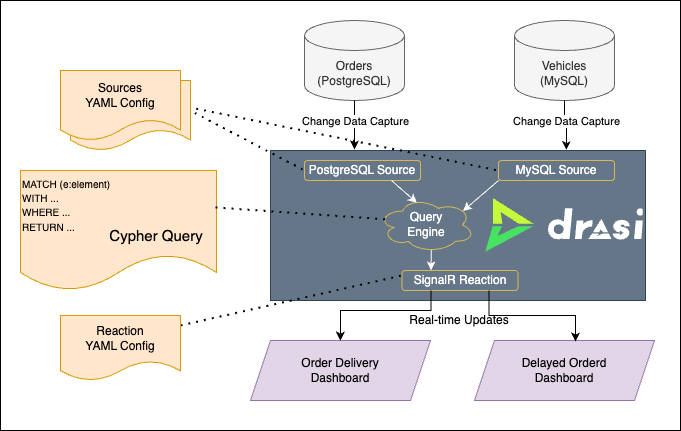 Orders
(PostgreSQL)
Vehicles
(MySQL)
Sources
YAML Config
Change Data Capture
Change Data Capture
PostgreSQL Source
MySQL Source
MATCH (e:element)
WITH ...
WHERE ...
RETURN ...
Cypher Query
Query
Engine
drasi
SignalR Reaction
Real-time Updates
Reaction
YAML Config
Order Delivery
Dashboard
Delayed Orderd
Dashboard